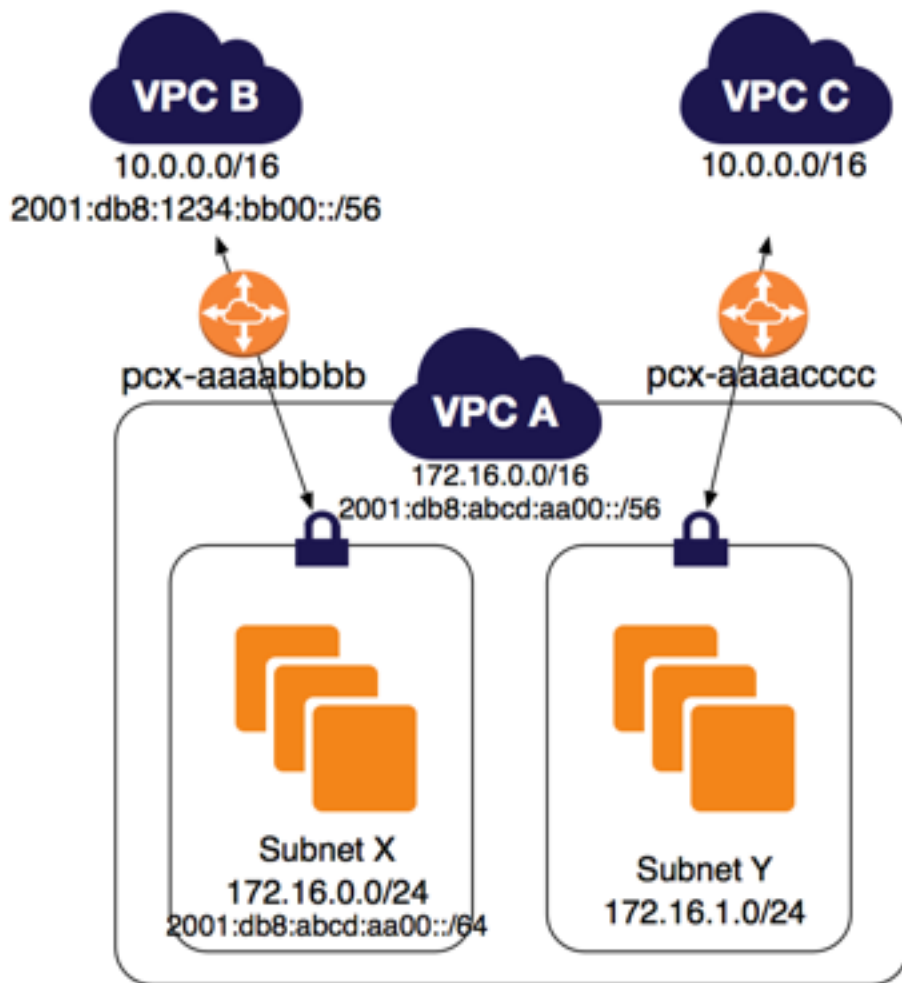 VPC B
10.0.0.0/16
2001:db8:1234:bb00::/56
VPC C
10.0.0.0/16
pcx-aaaabbbb
pcx-aaaacccc
VPC A
172.16.0.0/16
2001:db8:abcd:aa00::/56
Subnet X
172.16.0.0/24
2001:db8:abcd:aa00::/64
Subnet Y
172.16.1.0/24